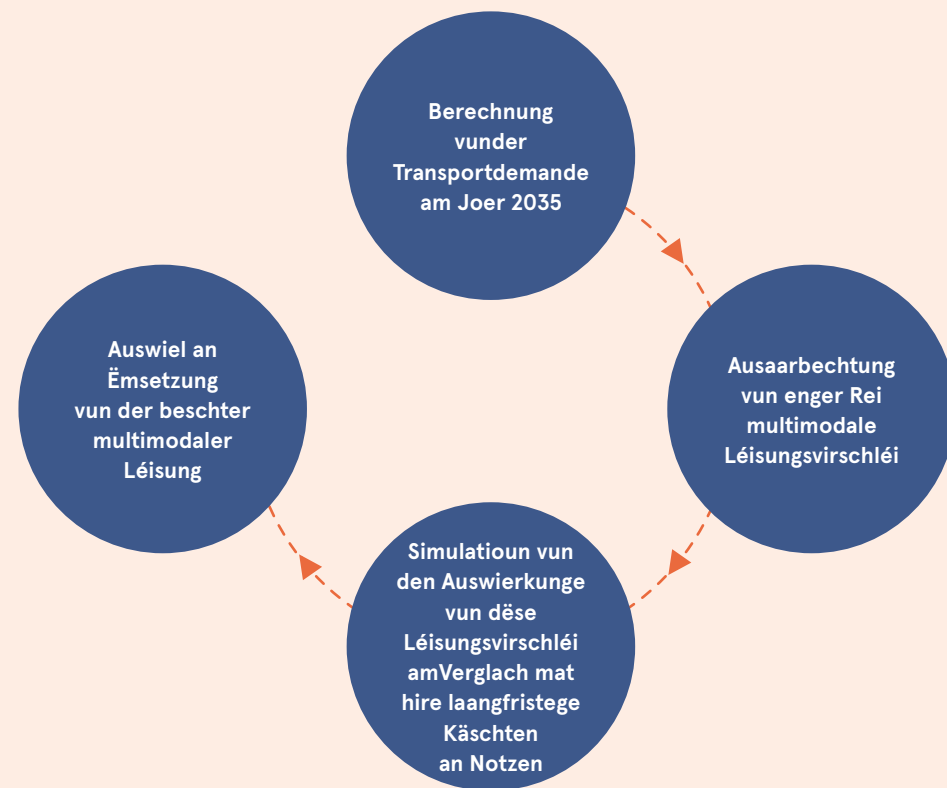 Berechnung
vunder
Transportdemande
am Joer 2035
Ausaarbechtung
vun enger Rei
multimodale
Léisungsvirschléi
Simulatioun vun
den Auswierkunge
vun dëse
Léisungsvirschléi
amVerglach mat
hire laangfristege
Käschten
an Notzen
Auswiel an
Ëmsetzung
vun der beschter
multimodaler
Léisung